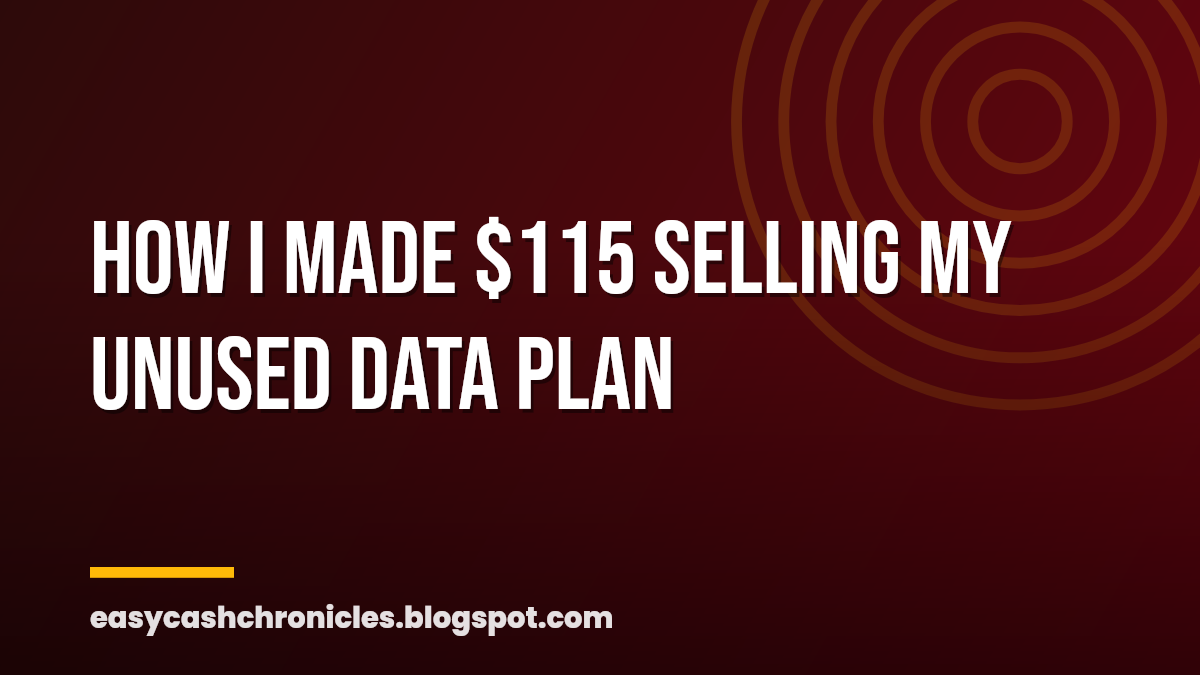 HOW I MADE $115 SELLING MY
UNUSED DATA PLAN
easycashchronicles.blogspot.com